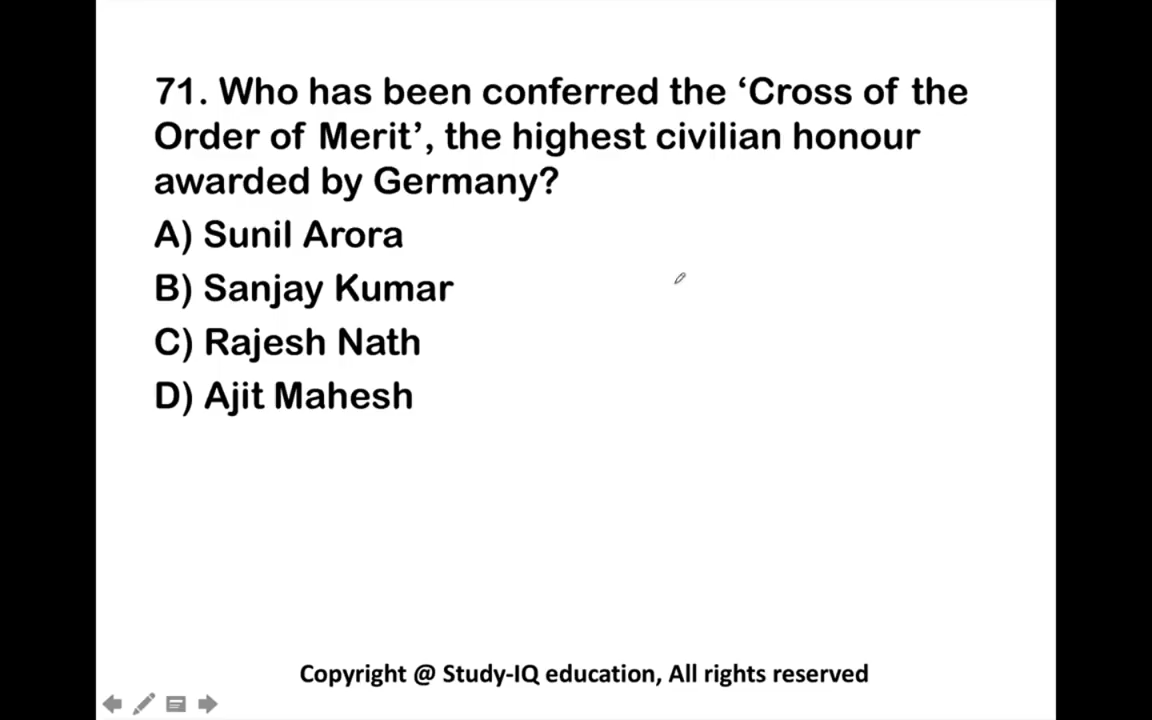 71. Who has been conferred the ‘Cross of the
Order of Merit’, the highest civilian honour
awarded by Germany?
A) Sunil Arora
B) Sanjay Kumar
C) Rajesh Nath
D) Ajit Mahesh
Copyright @ Study-IQ education, All rights reserved